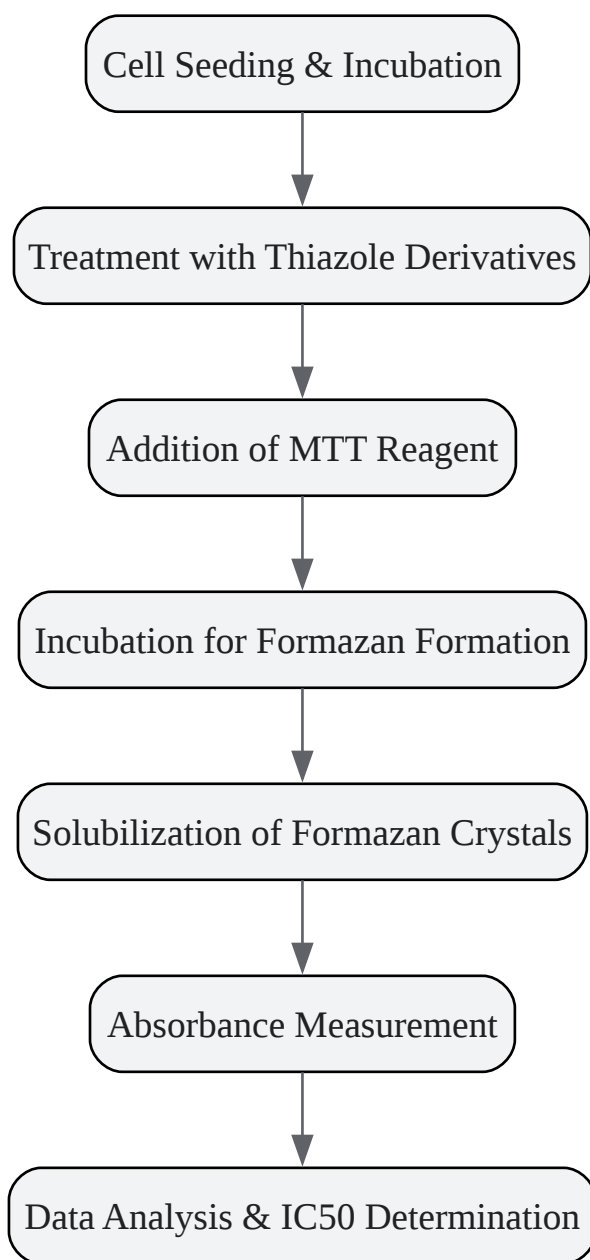 Cell Seeding & Incubation
Treatment with Thiazole Derivatives
Addition of MTT Reagent
Incubation for Formazan Formation
Solubilization of Formazan Crystals
Absorbance Measurement
Data Analysis & IC50 Determination